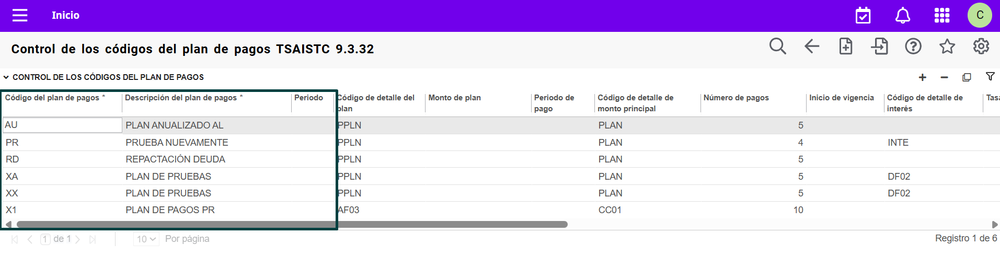 Inicio
C
Control de los códigos del plan de pagos TSAISTC 9.3.32
CONTROL DE LOS CÓDIGOS DEL PLAN DE PAGOS
Código del plan de pagos * Descripción del plan de pagos * Periodo Código de detalle del plan Monto de plan Periodo de pago Código de detalle de monto principal Número de pagos Inicio de vigencia Código de detalle de interés Tasa
AU PLAN ANUALIZADO AL PPLN PLAN 5
PR PRUEBA NUEVAMENTE PPLN PLAN 4 INTE
RD REPACTACIÓN DEUDA PPLN PLAN 5
XA PLAN DE PRUEBAS PPLN PLAN 5 DF02
XX PLAN DE PRUEBAS PPLN PLAN 5 DF02
X1 PLAN DE PAGOS PR AF03 CC01 10
1 de 1 10 Por página Registro 1 de 6